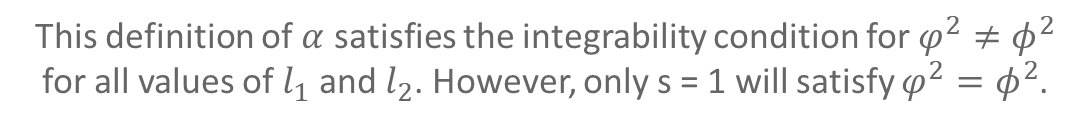 This definition of α satisfies the integrability condition for φ² ≠ ϕ²
for all values of l₁ and l₂. However, only s = 1 will satisfy φ² = ϕ².